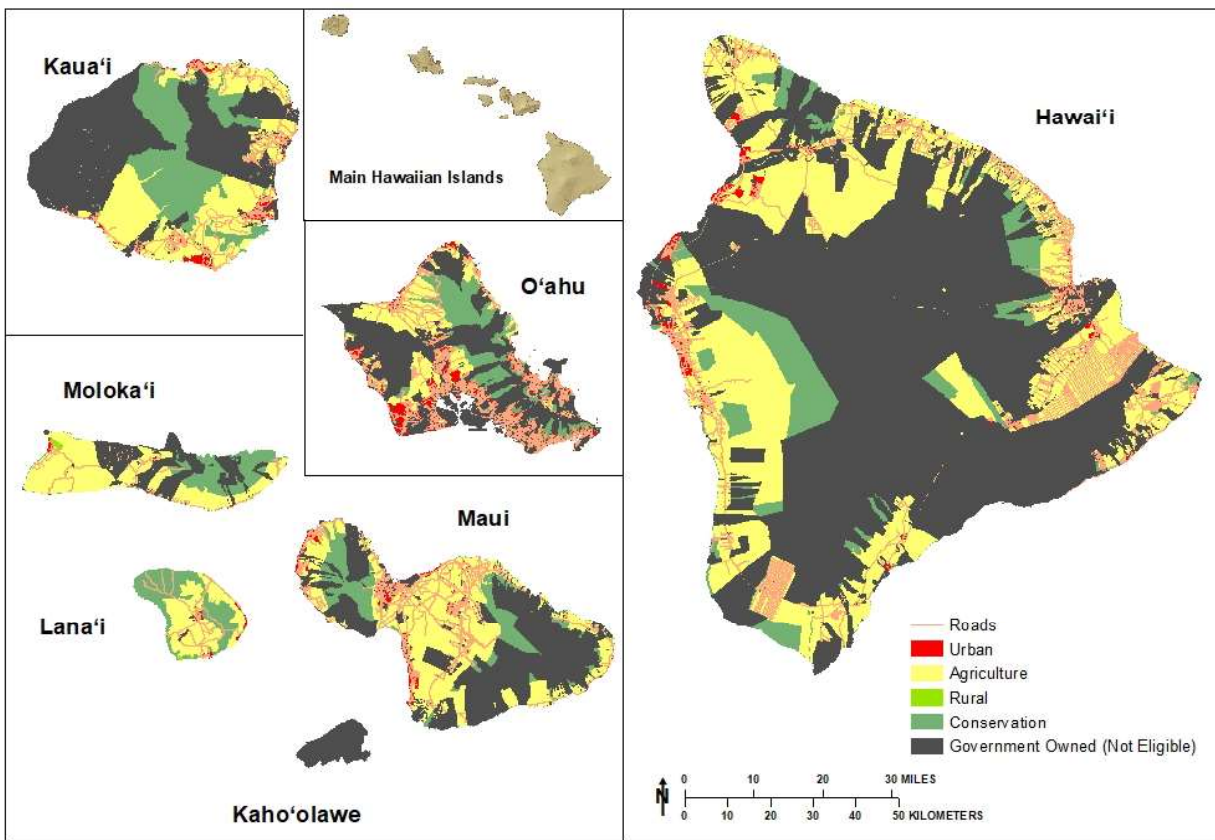 Kaua‘i
Main Hawaiian Islands
Hawai‘i
O‘ahu
Moloka‘i
Maui
Lana‘i
Kaho‘olawe
Roads
Urban
Agriculture
Rural
Conservation
Government Owned (Not Eligible)
N
0 10 20 30 MILES
0 10 20 30 40 50 KILOMETERS